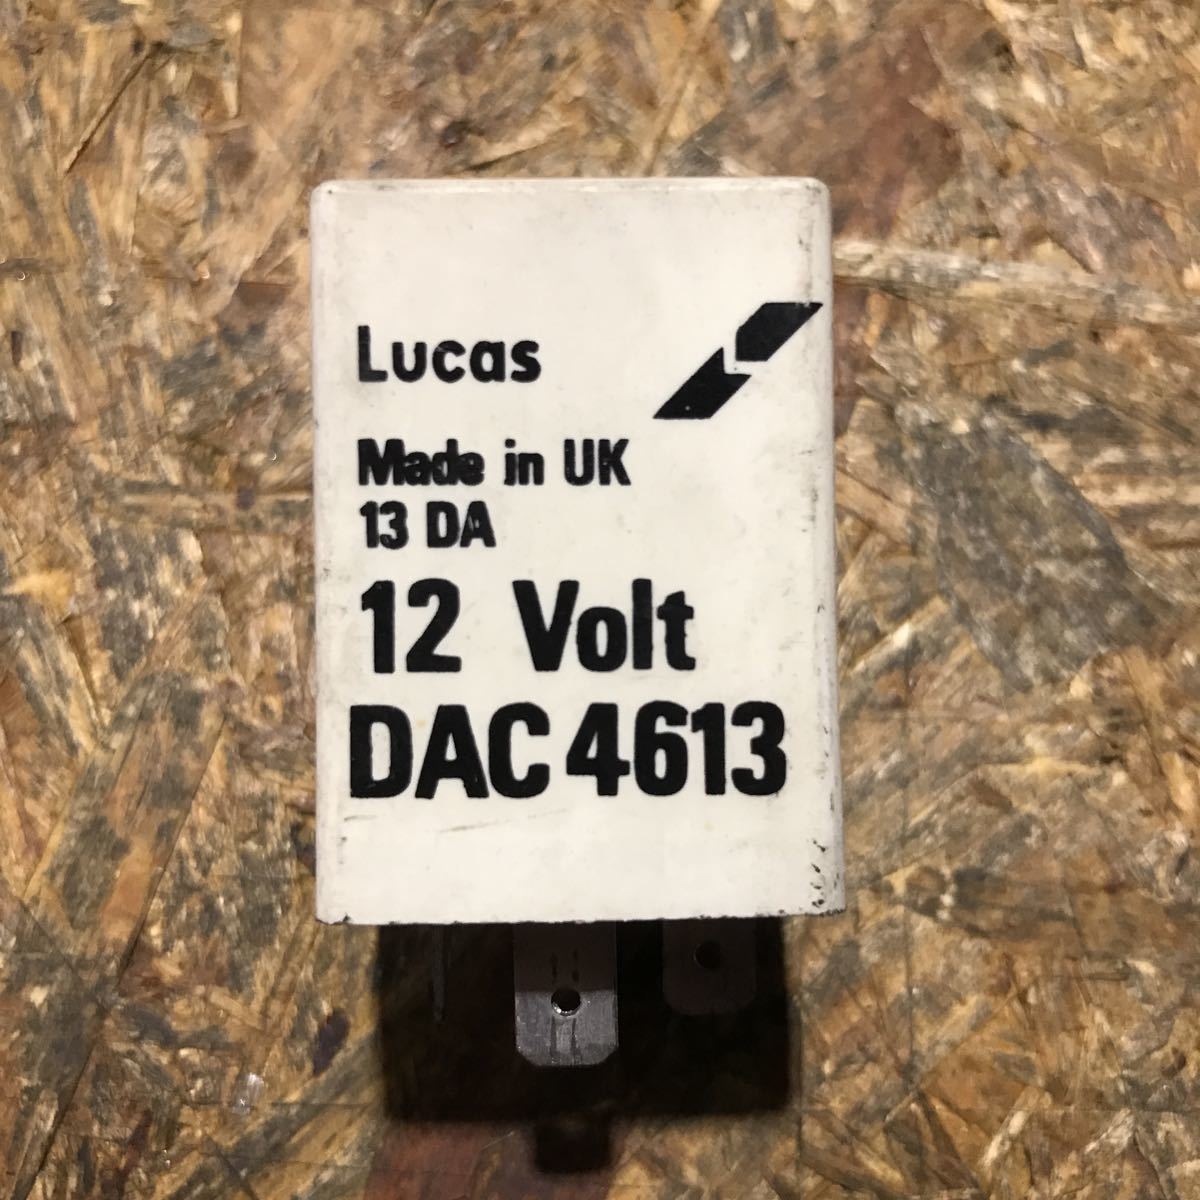 Lucas
Made in UK
13 DA
12 Volt
DAC 4613